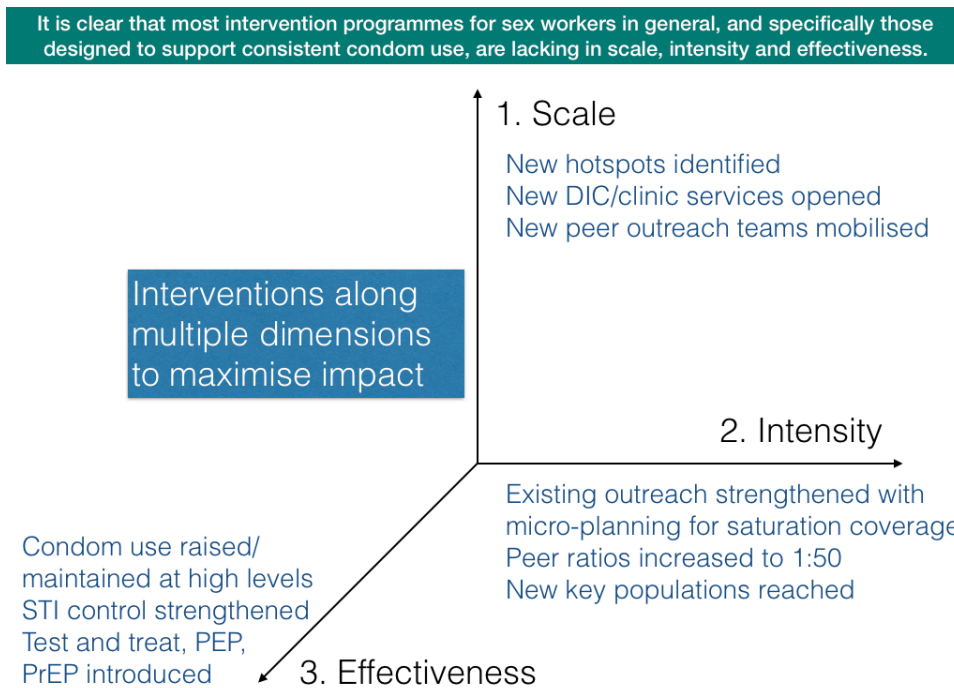 It is clear that most intervention programmes for sex workers in general, and specifically those
designed to support consistent condom use, are lacking in scale, intensity and effectiveness.
1. Scale
New hotspots identified
New DIC/clinic services opened
New peer outreach teams mobilised
Interventions along
multiple dimensions
to maximise impact
2. Intensity
Existing outreach strengthened with
micro-planning for saturation coverage
Peer ratios increased to 1:50
New key populations reached
Condom use raised/
maintained at high levels
STI control strengthened
Test and treat, PEP,
PrEP introduced
3. Effectiveness